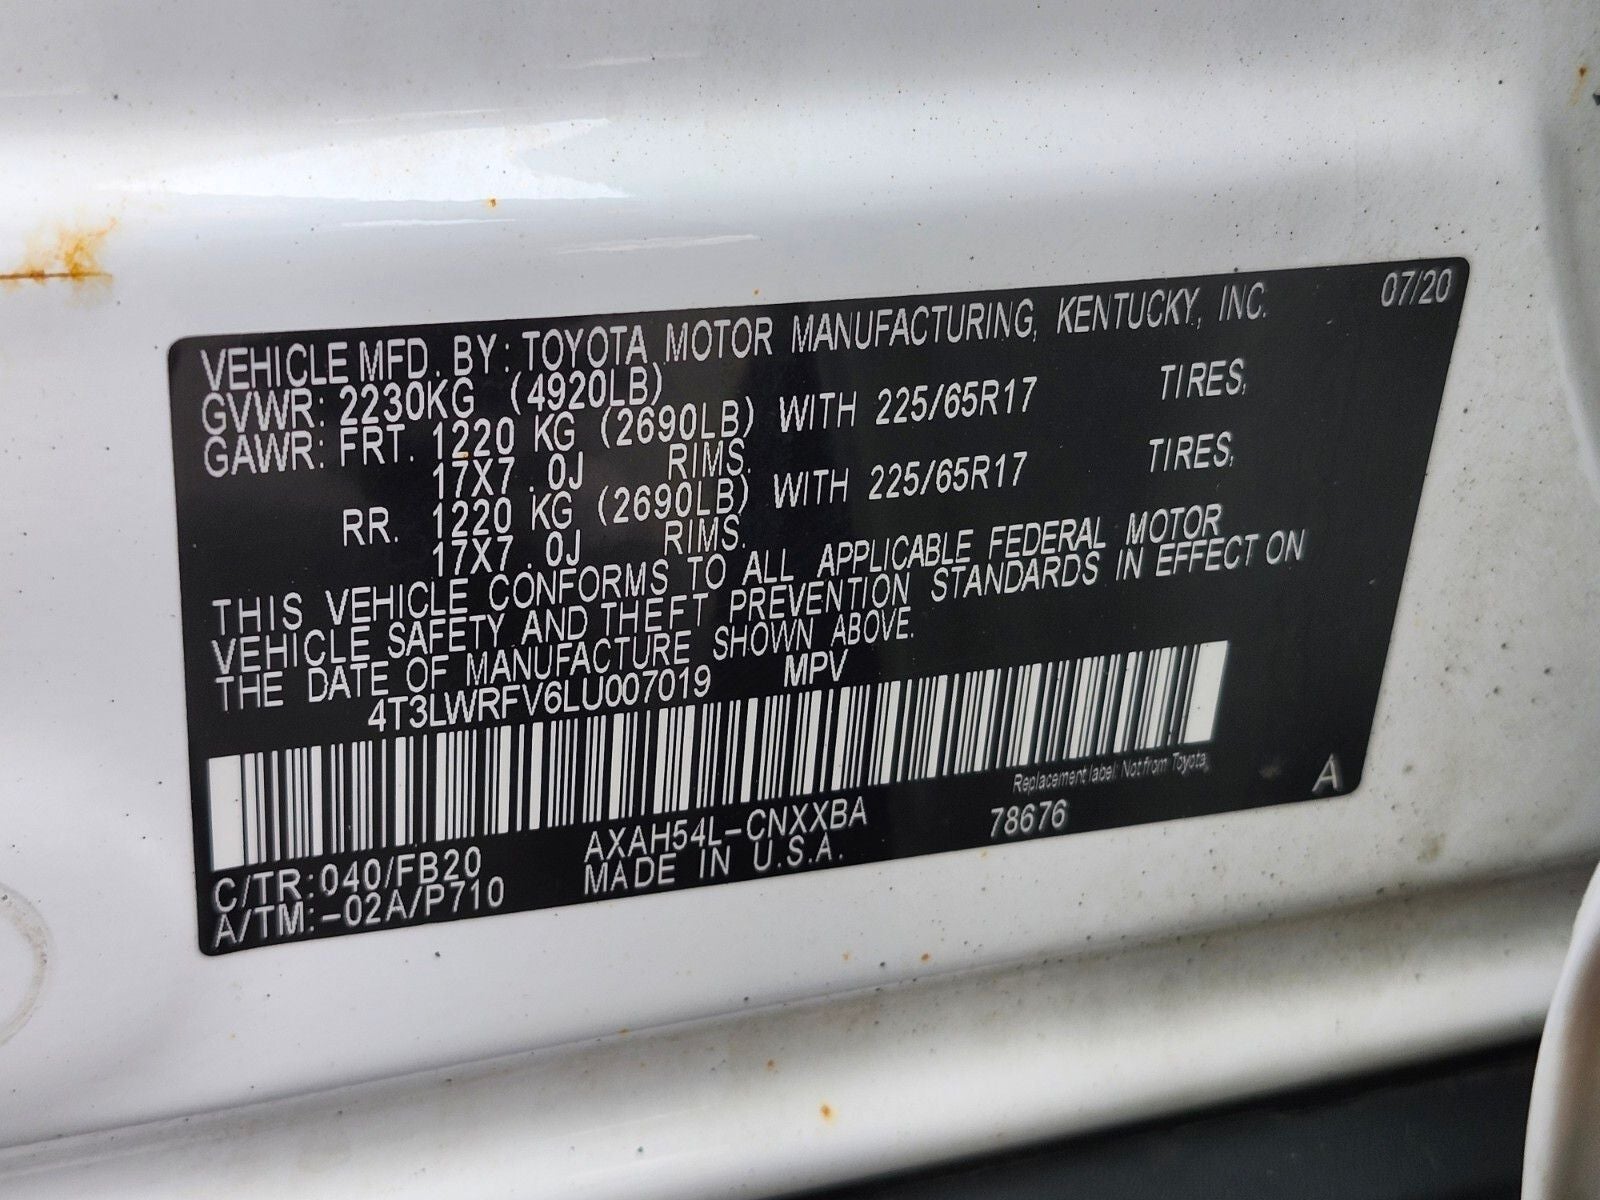 07/20
VEHICLE MFD. BY: TOYOTA MOTOR MANUFACTURING, KENTUCKY, INC.
GVWR: 2230KG (4920LB)
GAWR: FRT. 1220 KG (2690LB) WITH 225/65R17 TIRES,
17X7.0J RIMS.
RR. 1220 KG (2690LB) WITH 225/65R17 TIRES,
17X7.0J RIMS.
THIS VEHICLE CONFORMS TO ALL APPLICABLE FEDERAL MOTOR
VEHICLE SAFETY AND THEFT PREVENTION STANDARDS IN EFFECT ON
THE DATE OF MANUFACTURE SHOWN ABOVE.
4T3LWRFV6LU007019 MPV
Replacement label: Not from Toyota.
C/TR:040/FB20 AXAH54L-CNXXBA 78676 A
A/TM:-02A/P710 MADE IN U.S.A.